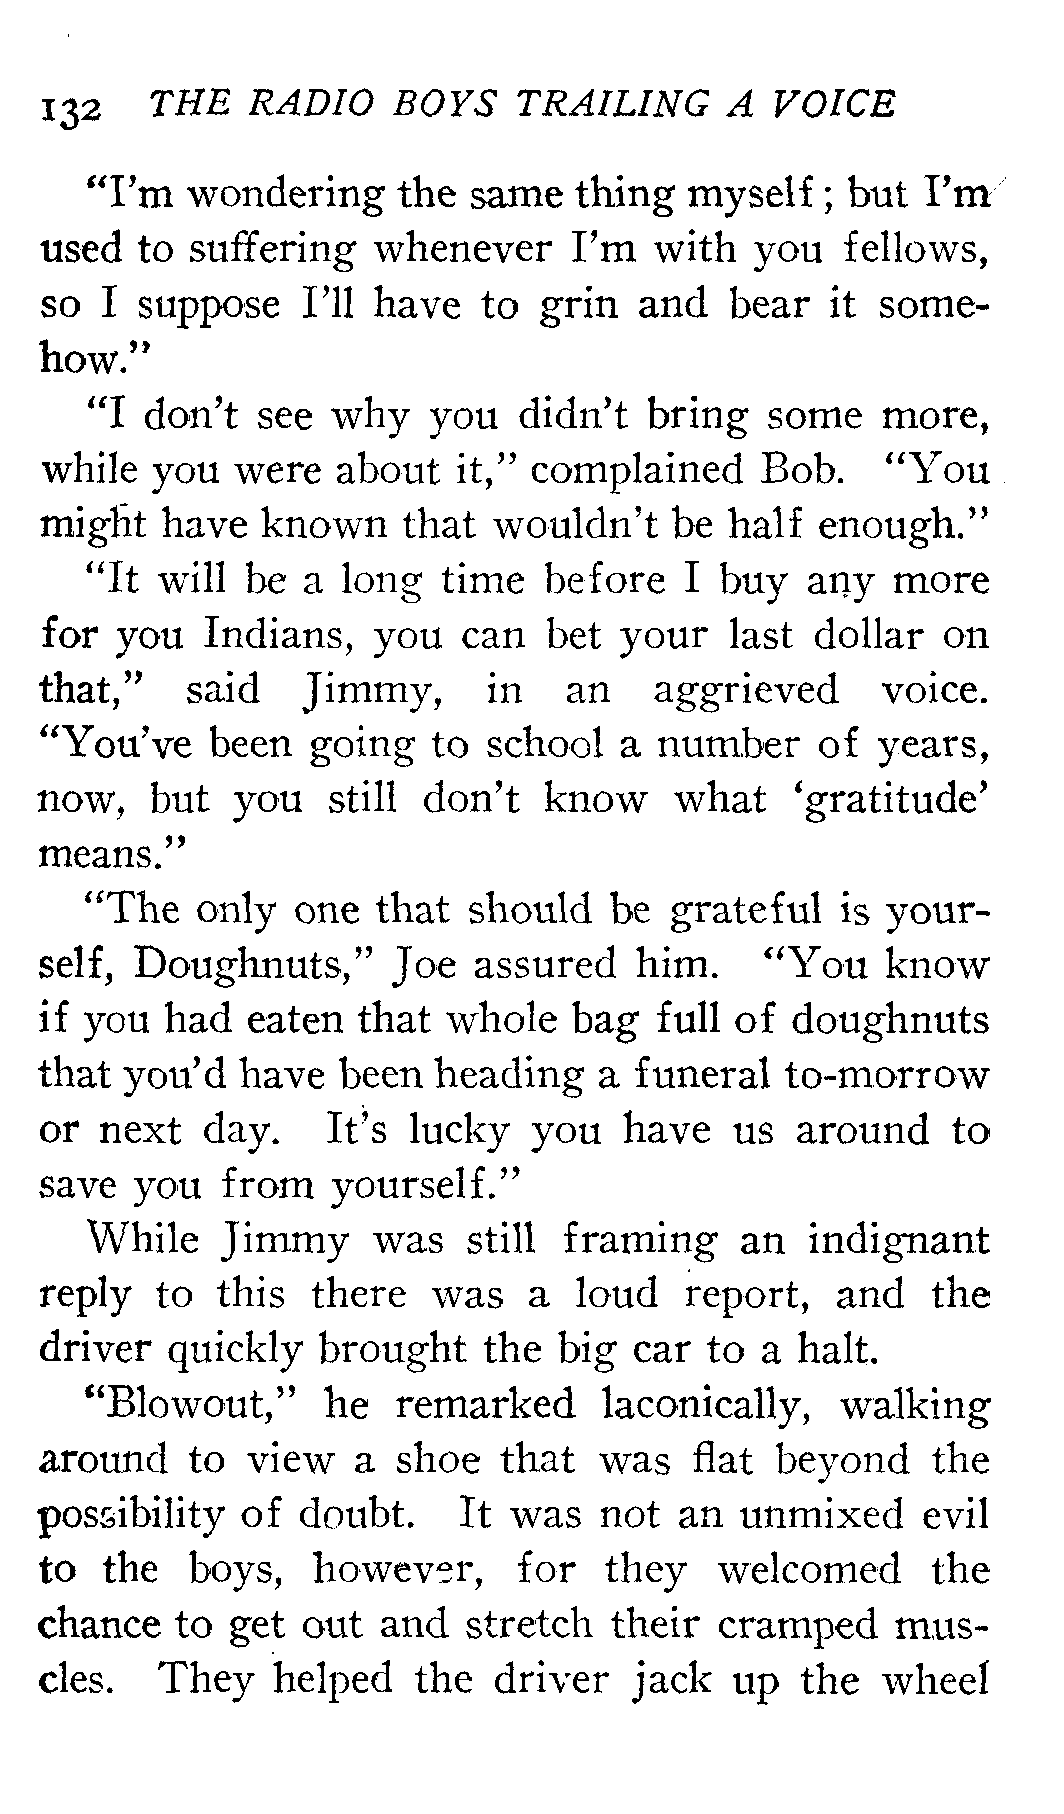 132 THE RADIO BOYS TRAILING A VOICE
“I’m wondering the same thing myself; but I’m
used to suffering whenever I’m with you fellows,
so I suppose I’ll have to grin and bear it some-
how.”
“I don’t see why you didn’t bring some more,
while you were about it,” complained Bob. “You
might have known that wouldn’t be half enough.”
“It will be a long time before I buy any more
for you Indians, you can bet your last dollar on
that,” said Jimmy, in an aggrieved voice.
“You’ve been going to school a number of years,
now, but you still don’t know what ‘gratitude’
means.”
“The only one that should be grateful is your-
self, Doughnuts,” Joe assured him. “You know
if you had eaten that whole bag full of doughnuts
that you’d have been heading a funeral to-morrow
or next day. It’s lucky you have us around to
save you from yourself.”
While Jimmy was still framing an indignant
reply to this there was a loud report, and the
driver quickly brought the big car to a halt.
“Blowout,” he remarked laconically, walking
around to view a shoe that was flat beyond the
possibility of doubt. It was not an unmixed evil
to the boys, however, for they welcomed the
chance to get out and stretch their cramped mus-
cles. They helped the driver jack up the wheel